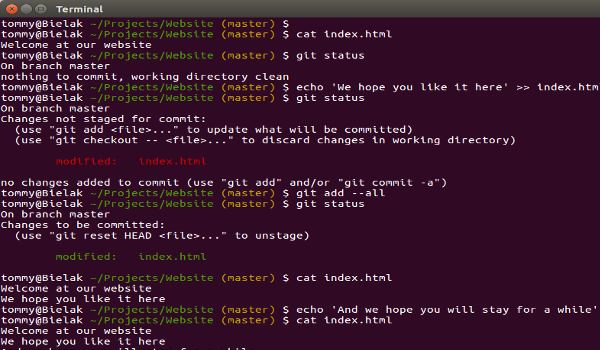 Terminal
tommy@Bielak ~/Projects/Website (master) $
tommy@Bielak ~/Projects/Website (master) $ cat index.html
Welcome at our website
tommy@Bielak ~/Projects/Website (master) $ git status
On branch master
nothing to commit, working directory clean
tommy@Bielak ~/Projects/Website (master) $ echo 'We hope you like it here' >> index.htm
tommy@Bielak ~/Projects/Website (master) $ git status
On branch master
Changes not staged for commit:
(use "git add <file>..." to update what will be committed)
(use "git checkout -- <file>..." to discard changes in working directory)
modified: index.html
no changes added to commit (use "git add" and/or "git commit -a")
tommy@Bielak ~/Projects/Website (master) $ git add --all
tommy@Bielak ~/Projects/Website (master) $ git status
On branch master
Changes to be committed:
(use "git reset HEAD <file>..." to unstage)
modified: index.html
tommy@Bielak ~/Projects/Website (master) $ cat index.html
Welcome at our website
We hope you like it here
tommy@Bielak ~/Projects/Website (master) $ echo 'And we hope you will stay for a while'
tommy@Bielak ~/Projects/Website (master) $ cat index.html
Welcome at our website
We hope you like it here